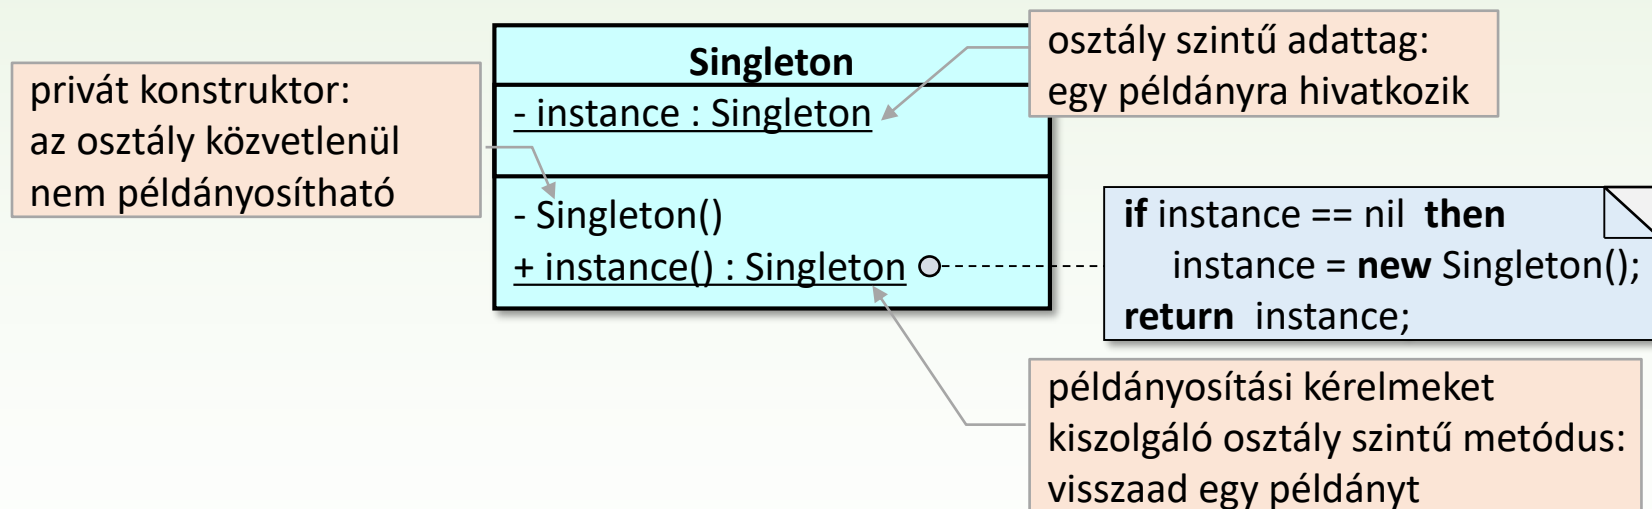 privát konstruktor:
az osztály közvetlenül
nem példányosítható
Singleton
- instance : Singleton
- Singleton()
+ instance() : Singleton
osztály szintű adattag:
egy példányra hivatkozik
if instance == nil then
instance = new Singleton();
return instance;
példányosítási kérelmeket
kiszolgáló osztály szintű metódus:
visszaad egy példányt